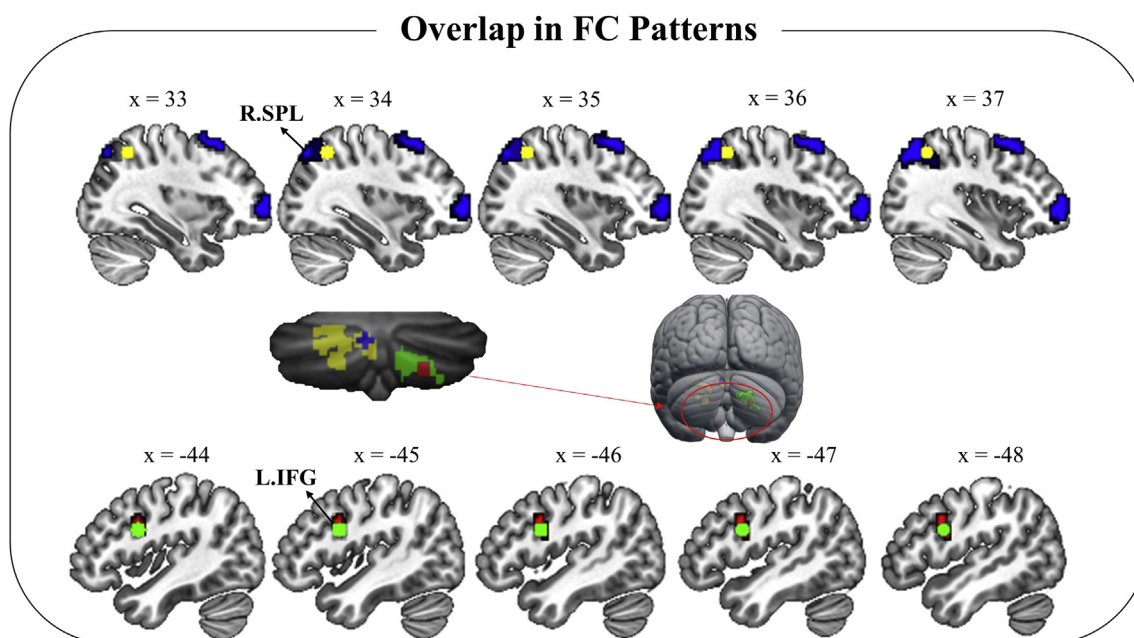 Overlap in FC Patterns
x = 33
R.SPL
x = 34
x = 35
x = 36
x = 37
x = -44
L.IFG
x = -45
x = -46
x = -47
x = -48